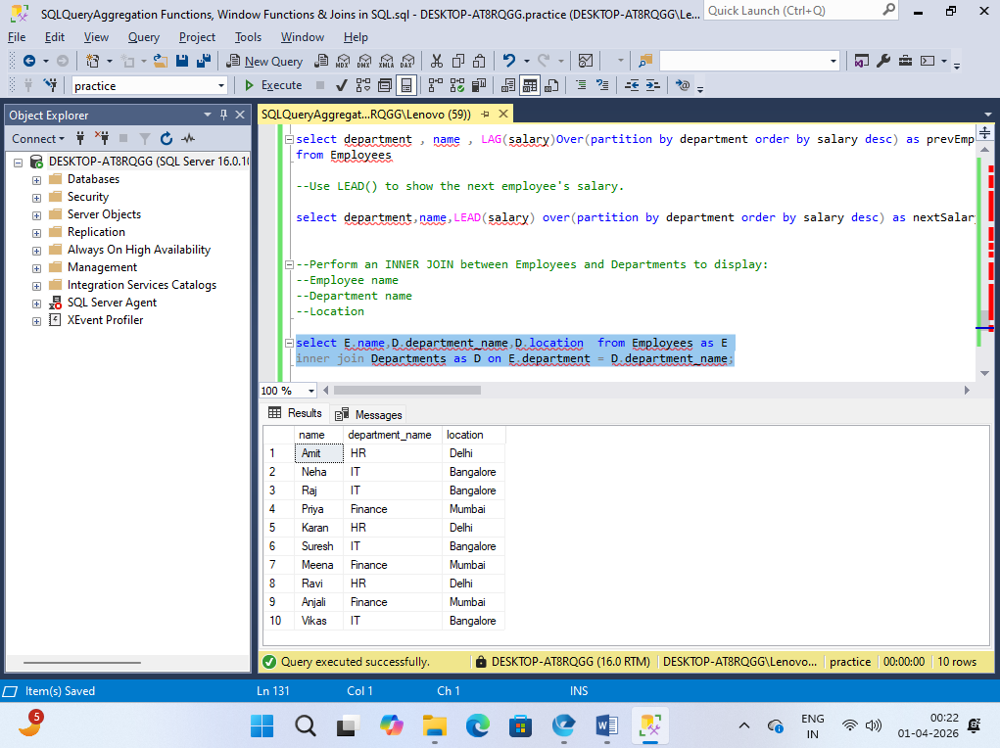 SQLQueryAggregation Functions, Window Functions & Joins in SQL.sql - DESKTOP-AT8RQGG.practice (DESKTOP-AT8RQGG\Le...
Quick Launch (Ctrl+Q)
File Edit View Query Project Tools Window Help
New Query
MDX DMX XMLA DAX
practice
Execute
Object Explorer
SQLQueryAggregat...RQGG\Lenovo (59))
Connect
DESKTOP-AT8RQGG (SQL Server 16.0.10
Databases
Security
Server Objects
Replication
Always On High Availability
Management
Integration Services Catalogs
SQL Server Agent
XEvent Profiler
select department , name , LAG(salary)Over(partition by department order by salary desc) as prevEmp
from Employees
--Use LEAD() to show the next employee's salary.
select department,name,LEAD(salary) over(partition by department order by salary desc) as nextSalar
--Perform an INNER JOIN between Employees and Departments to display:
--Employee name
--Department name
--Location
select E.name,D.department_name,D.location  from Employees as E
inner join Departments as D on E.department = D.department_name;
100 %
Results Messages
name department_name location
1 Amit HR Delhi
2 Neha IT Bangalore
3 Raj IT Bangalore
4 Priya Finance Mumbai
5 Karan HR Delhi
6 Suresh IT Bangalore
7 Meena Finance Mumbai
8 Ravi HR Delhi
9 Anjali Finance Mumbai
10 Vikas IT Bangalore
Query executed successfully. DESKTOP-AT8RQGG (16.0 RTM) DESKTOP-AT8RQGG\Lenovo... practice 00:00:00 10 rows
Item(s) Saved Ln 131 Col 1 Ch 1 INS
5
ENG
IN
00:22
01-04-2026